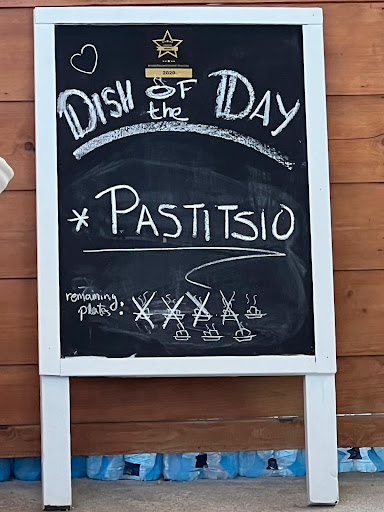 2020
Dish of the Day
* PASTITSIO
remaining
plates: